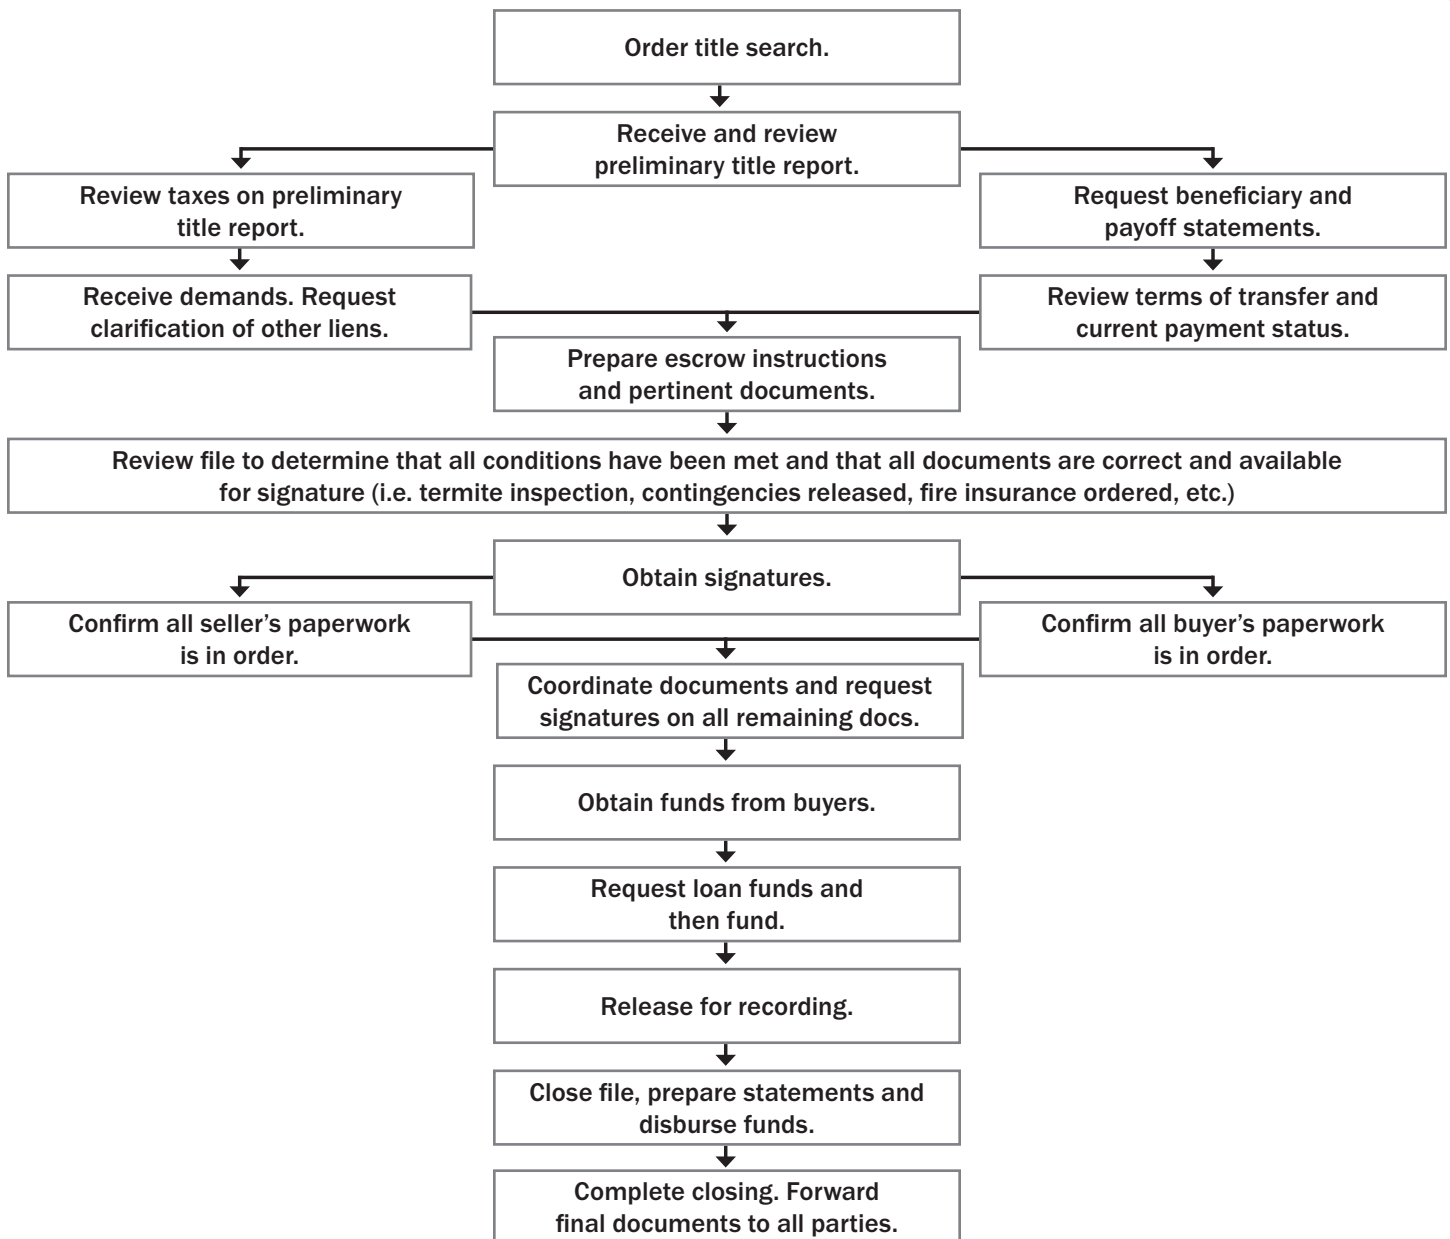 Order title search.
Receive and review
preliminary title report.
Review taxes on preliminary
title report.
Request beneficiary and
payoff statements.
Receive demands. Request
clarification of other liens.
Review terms of transfer and
current payment status.
Prepare escrow instructions
and pertinent documents.
Review file to determine that all conditions have been met and that all documents are correct and available
for signature (i.e. termite inspection, contingencies released, fire insurance ordered, etc.)
Obtain signatures.
Confirm all seller's paperwork
is in order.
Confirm all buyer's paperwork
is in order.
Coordinate documents and request
signatures on all remaining docs.
Obtain funds from buyers.
Request loan funds and
then fund.
Release for recording.
Close file, prepare statements and
disburse funds.
Complete closing. Forward
final documents to all parties.